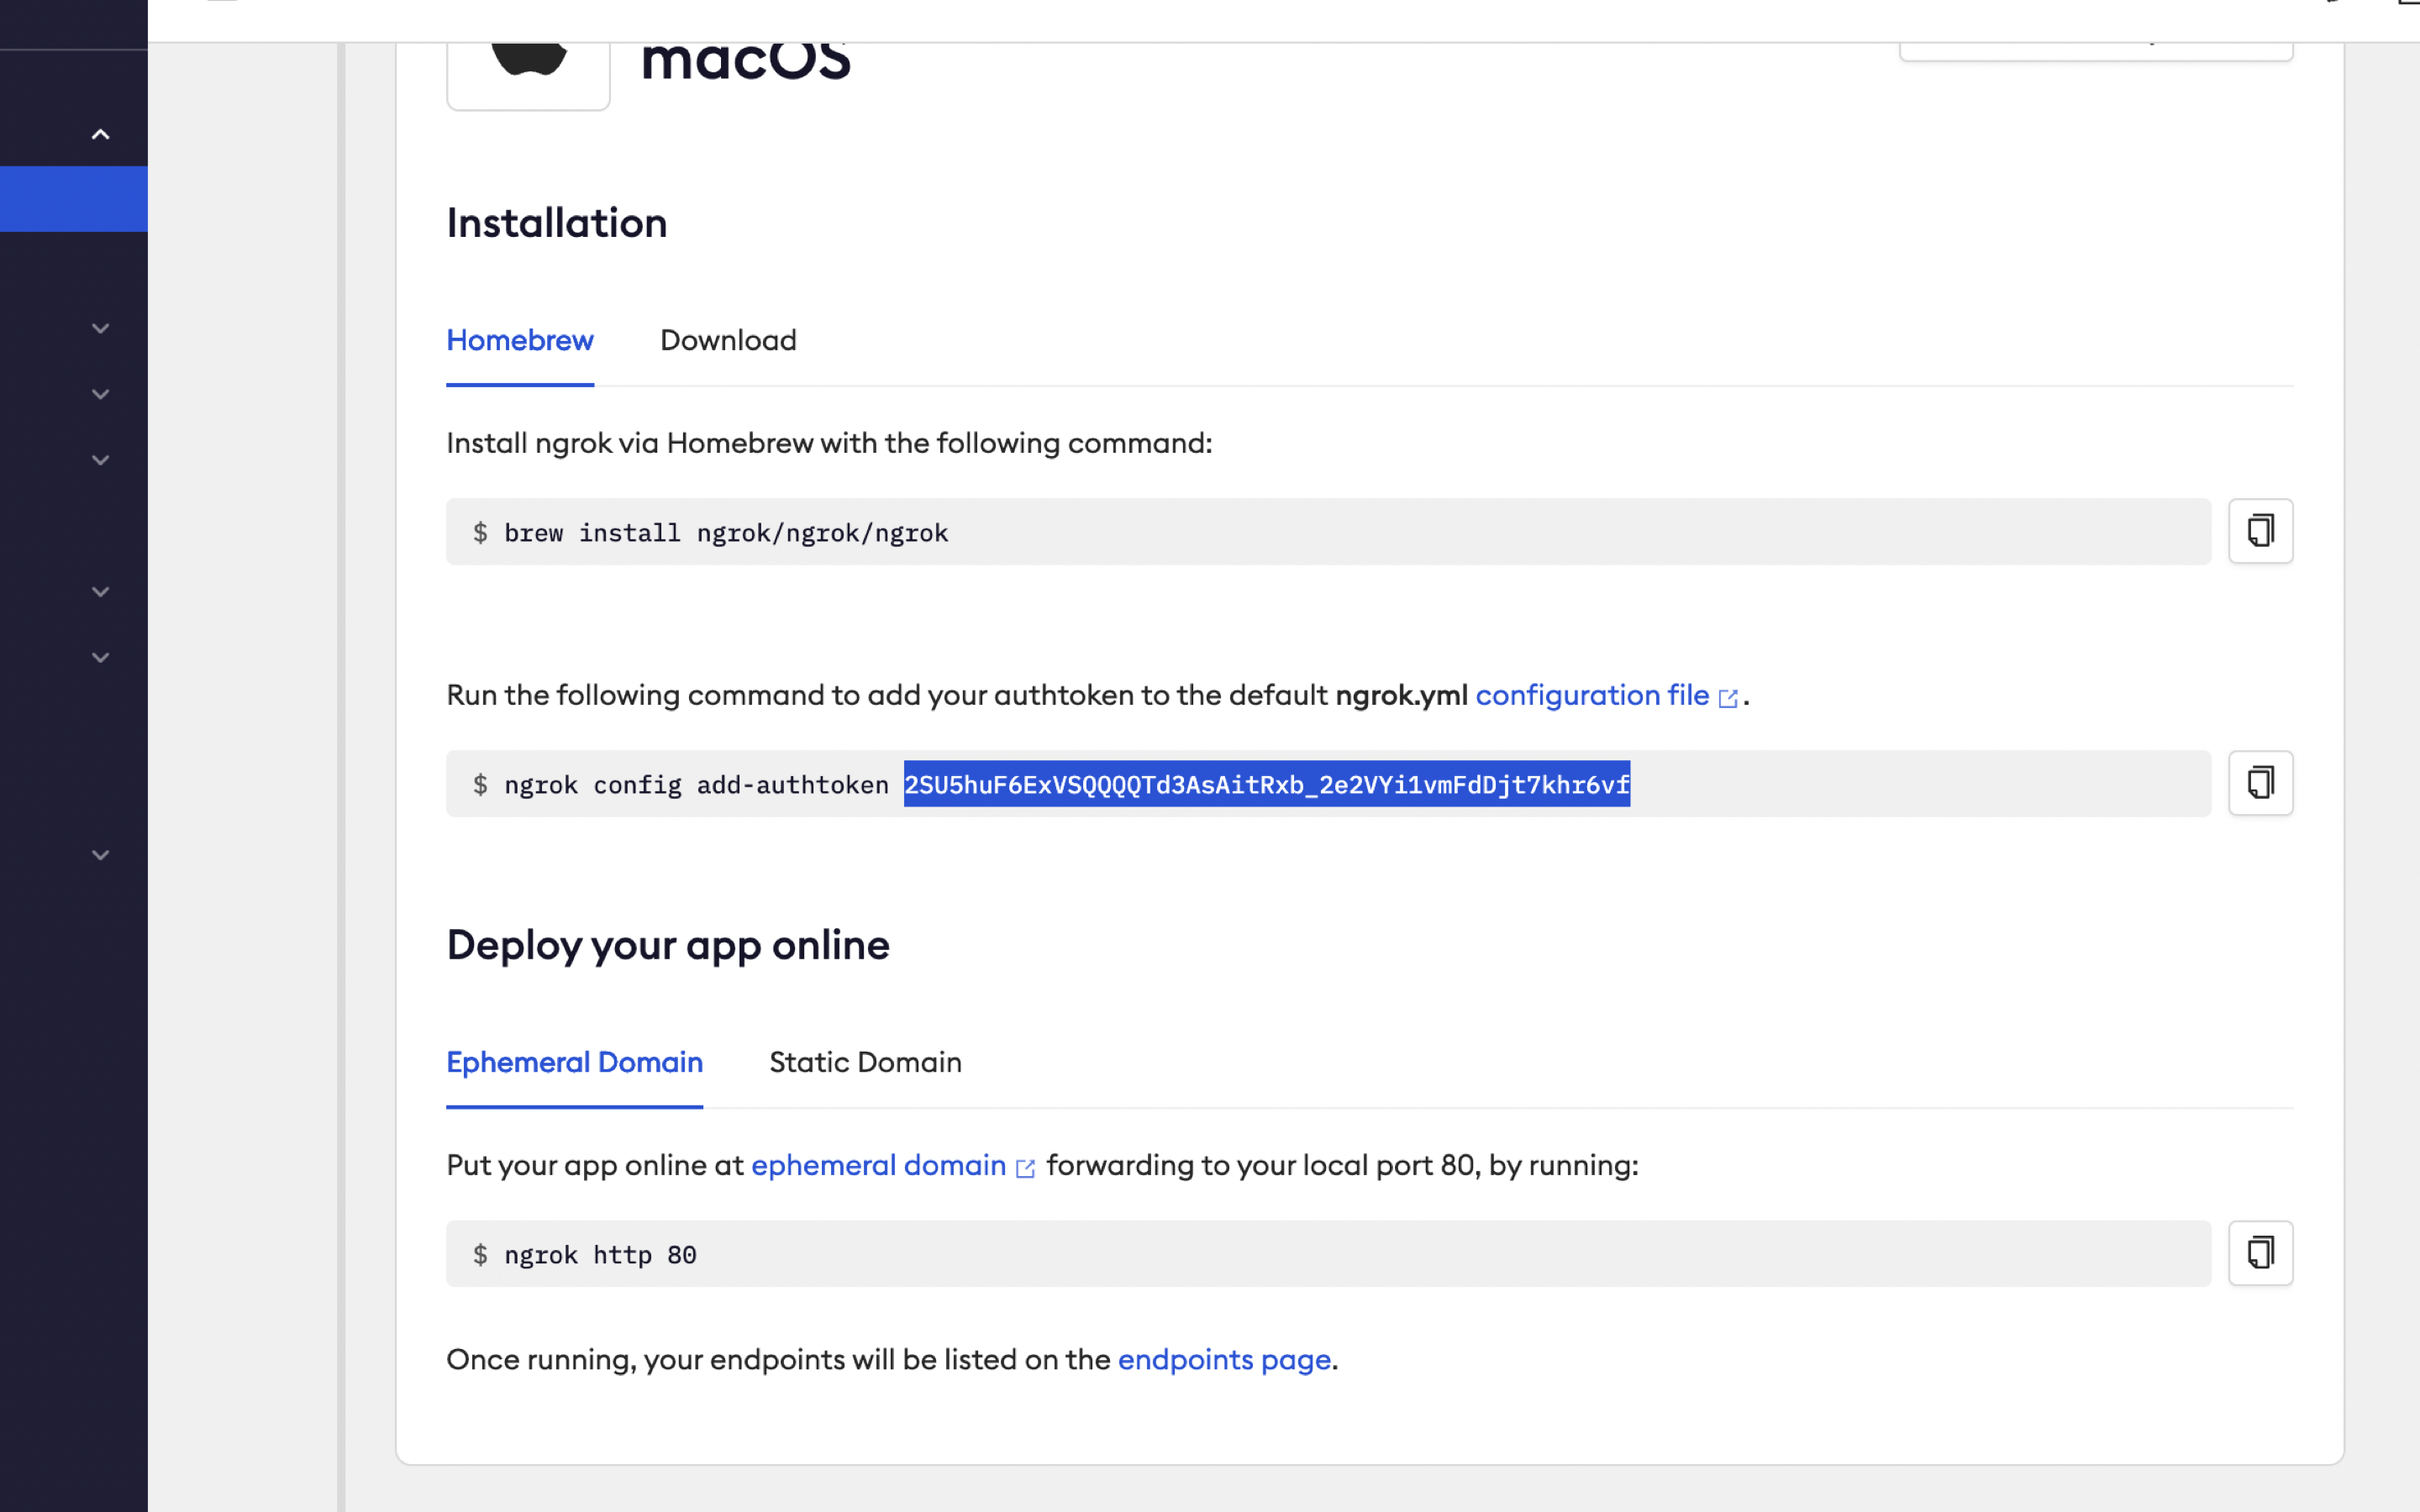 macOS
Installation
Homebrew Download
Install ngrok via Homebrew with the following command:
$ brew install ngrok/ngrok/ngrok
Run the following command to add your authtoken to the default ngrok.yml configuration file.
$ ngrok config add-authtoken 2SU5huF6ExVSQQQQTd3AsAitRxb_2e2VYi1vmFdDjt7khr6vf
Deploy your app online
Ephemeral Domain Static Domain
Put your app online at ephemeral domain forwarding to your local port 80, by running:
$ ngrok http 80
Once running, your endpoints will be listed on the endpoints page.